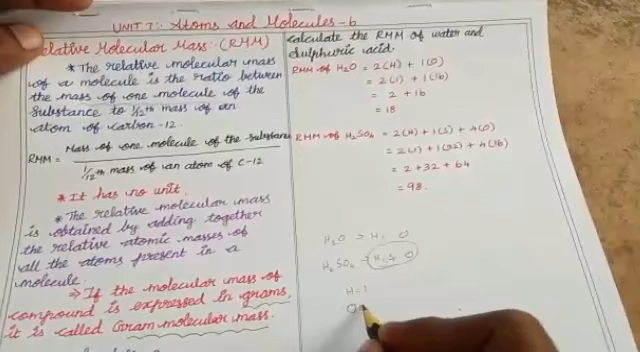 UNIT 7:- Atoms and Molecules-6
Relative Molecular Mass:- (RMM)
* The relative molecular mass
of a molecule is the ratio between
the mass of one molecule of the
substance to 1/12th mass of an
atom of carbon-12.
RMM = Mass of one molecule of the substance
1/12th mass of an atom of C-12
* It has no unit.
* The relative molecular mass
is obtained by adding together
the relative atomic masses of
all the atoms present in a
molecule.
⇒ If the molecular mass of
compound is expressed in grams,
it is called Gram molecular mass.
calculate the RMM of water and
sulphuric acid.
RMM of H2O = 2(H) + 1(O)
= 2(1) + 1(16)
= 2 + 16
= 18
RMM of H2SO4 = 2(H) + 1(S) + 4(O)
= 2(1) + 1(32) + 4(16)
= 2 + 32 + 64
= 98.
H2O → H, O
H2SO4 → H, S, O
H = 1
O